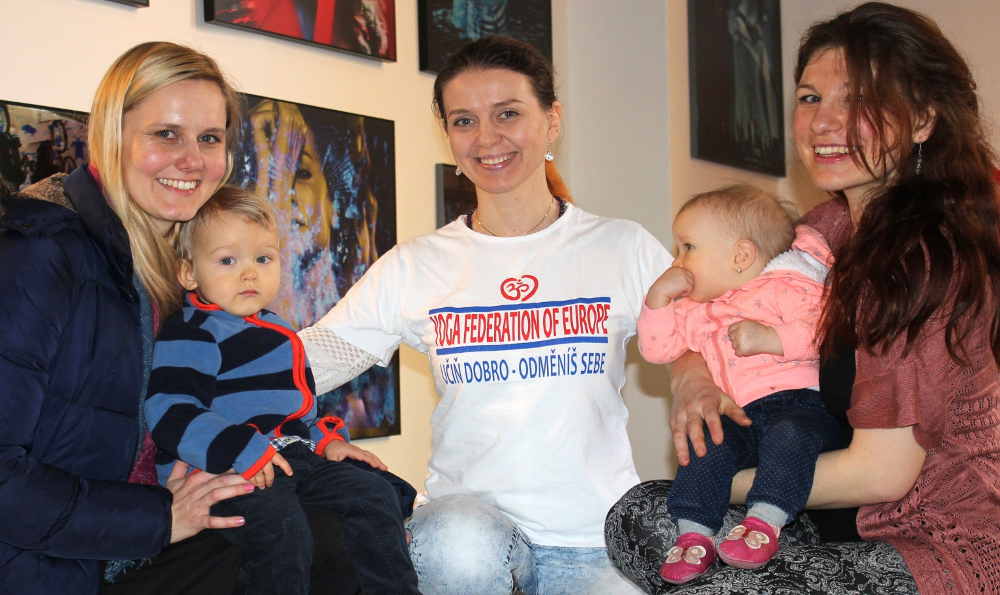 ॐ
YOGA FEDERATION OF EUROPE
UČIŇ DOBRO - ODMĚNÍŠ SEBE